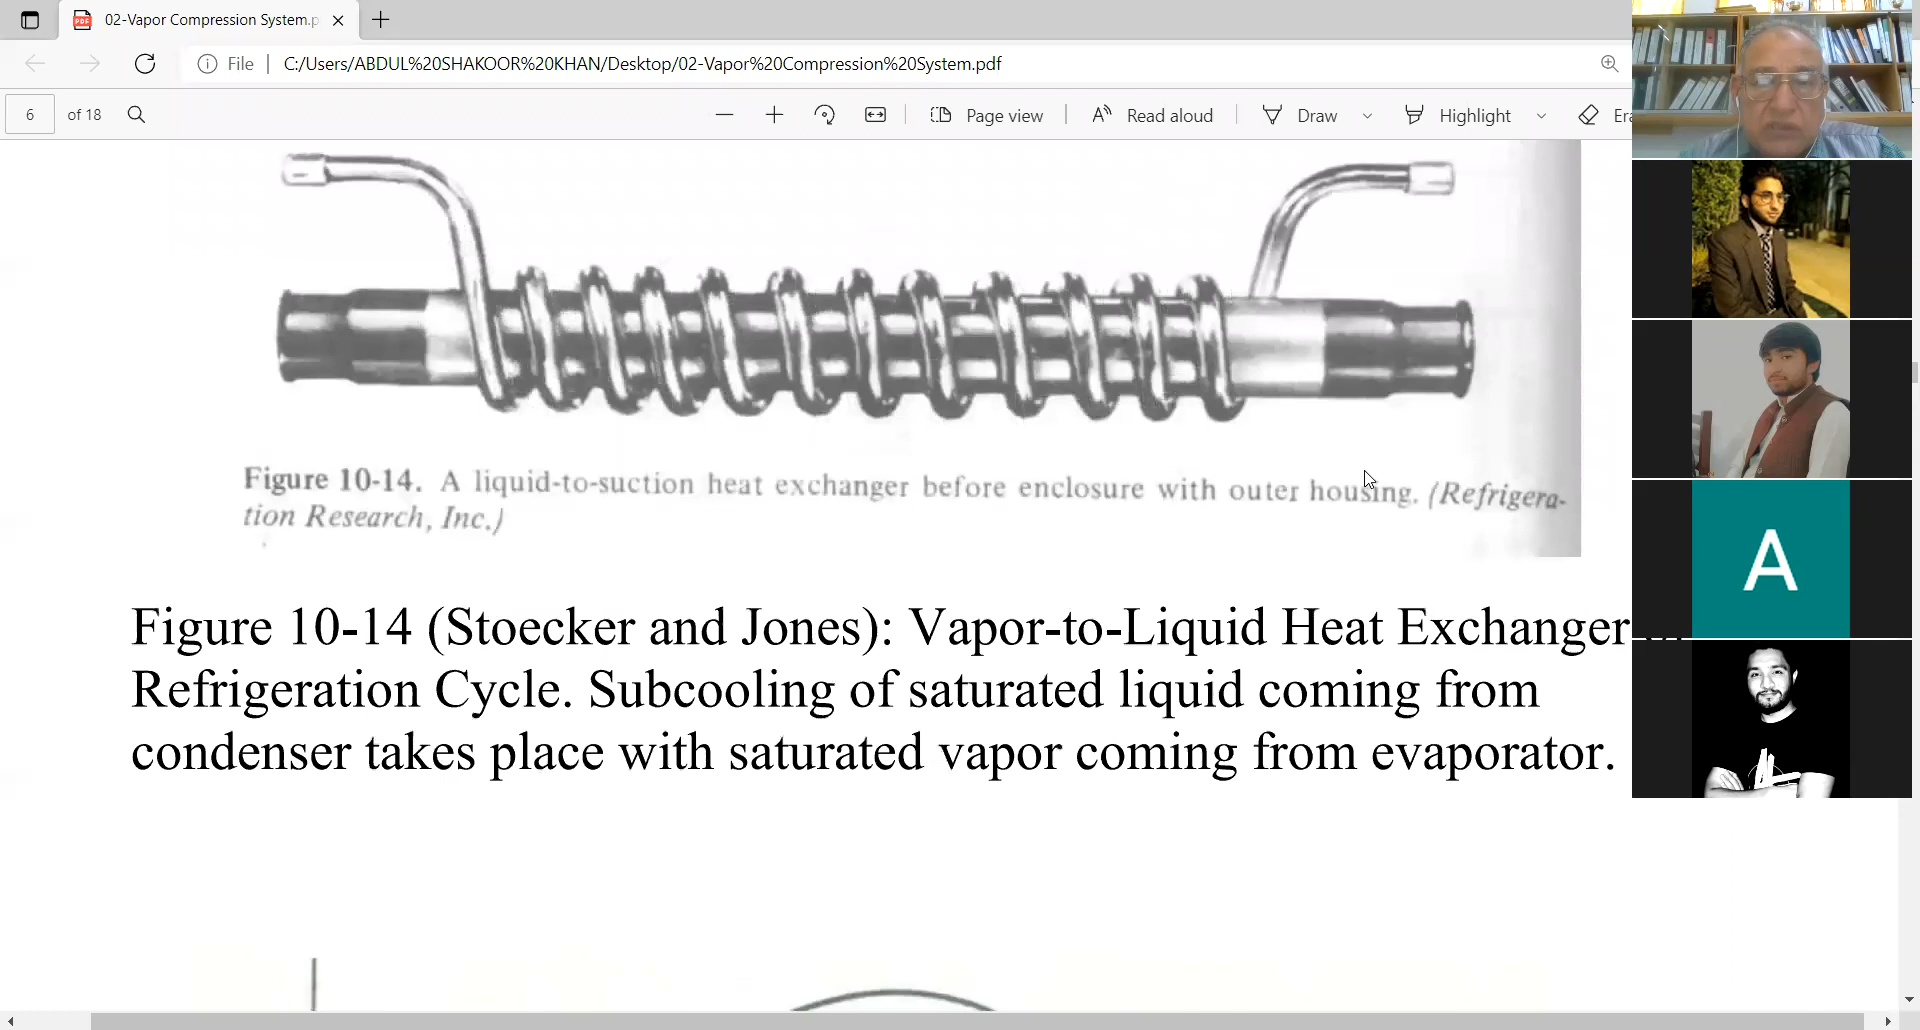 02-Vapor Compression System.p
File
C:/Users/ABDUL%20SHAKOOR%20KHAN/Desktop/02-Vapor%20Compression%20System.pdf
6 of 18
Page view
Read aloud
Draw
Highlight
Era
Figure 10-14. A liquid-to-suction heat exchanger before enclosure with outer housing. (Refrigera-
tion Research, Inc.)
Figure 10-14 (Stoecker and Jones): Vapor-to-Liquid Heat Exchanger
Refrigeration Cycle. Subcooling of saturated liquid coming from
condenser takes place with saturated vapor coming from evaporator.
A